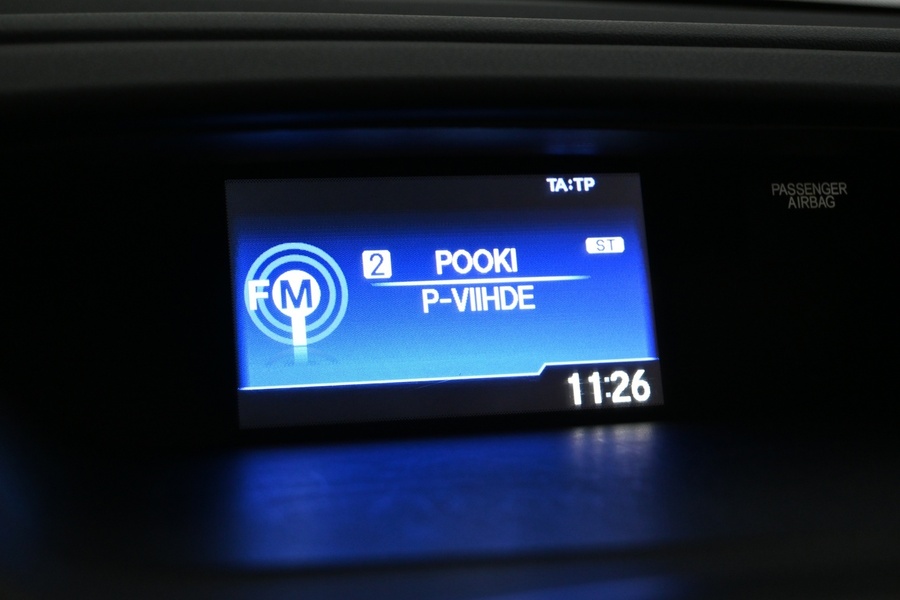 TA:TP
PASSENGER
AIRBAG
ST
2 POOKI
FM
P-VIIHDE
11:26